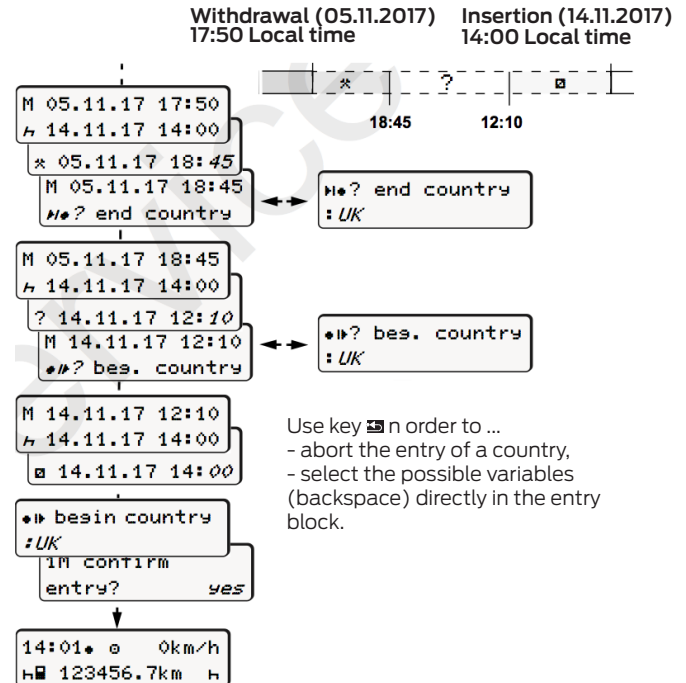 Withdrawal (05.11.2017)
17:50 Local time
Insertion (14.11.2017)
14:00 Local time
?
18:45
12:10
M 05.11.17 17:50
14.11.17 14:00
05.11.17 18:45
M 05.11.17 18:45
? end country
? end country
:UK
M 05.11.17 18:45
14.11.17 14:00
? 14.11.17 12:10
M 14.11.17 12:10
? beg. country
? beg. country
:UK
M 14.11.17 12:10
14.11.17 14:00
14.11.17 14:00
begin country
:UK
1M confirm
entry? yes
14:01 0km/h
123456.7km
Use key n order to ...
- abort the entry of a country,
- select the possible variables
(backspace) directly in the entry
block.
ervice